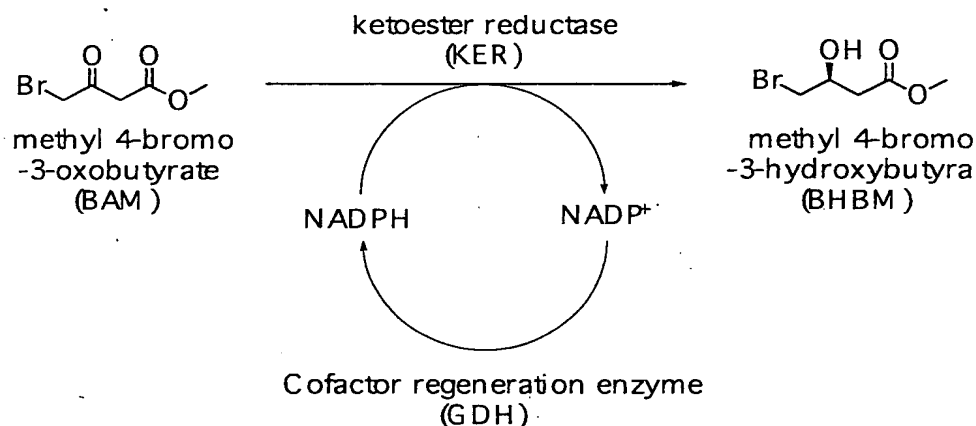 ketoester reductase
(KER)
O O
Br O
methyl 4-bromo
-3-oxobutyrate
(BAM)
OH O
Br O
methyl 4-bromo
-3-hydroxybutyra
(BHBM)
NADPH
NADP+
Cofactor regeneration enzyme
(GDH)